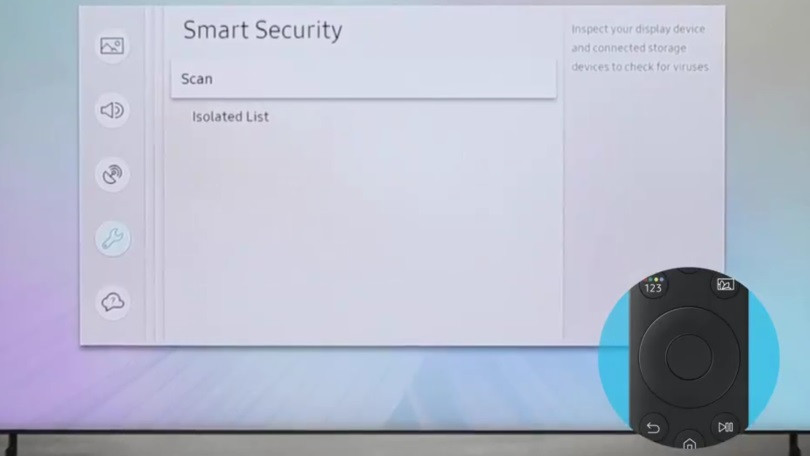 Smart Security
Inspect your display device
and connected storage
devices to check for viruses.
Scan
Isolated List
123